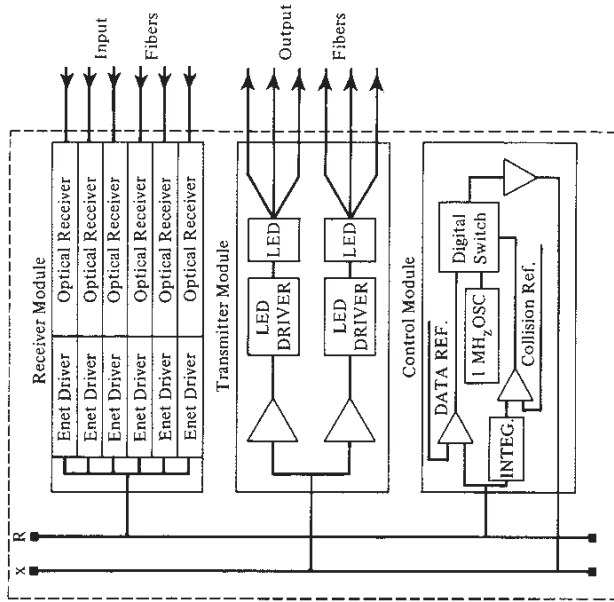 Receiver Module
Enet Driver
Optical Receiver
Enet Driver
Optical Receiver
Enet Driver
Optical Receiver
Enet Driver
Optical Receiver
Enet Driver
Optical Receiver
Enet Driver
Optical Receiver
Input
Fibers
Transmitter Module
LED DRIVER
LED
LED DRIVER
LED
Output
Fibers
Control Module
DATA REF.
Digital
Switch
1 MHzOSC
INTEG.
Collision Ref.
R
X